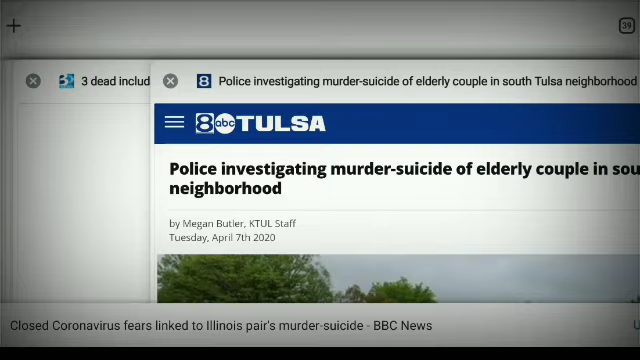 39
3 dead includ
8 Police investigating murder-suicide of elderly couple in south Tulsa neighborhood
8 abc TULSA
Police investigating murder-suicide of elderly couple in sou
neighborhood
by Megan Butler, KTUL Staff
Tuesday, April 7th 2020
Closed Coronavirus fears linked to Illinois pair's murder-suicide - BBC News
U